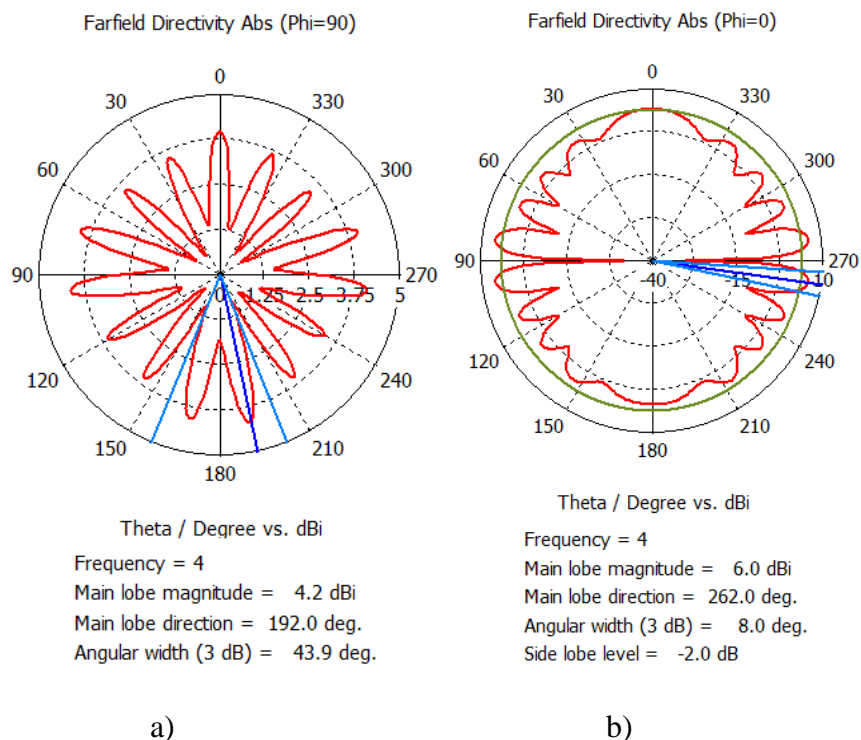 Farfield Directivity Abs (Phi=90)
0
30
330
60
300
90
270
0 1.25 2.5 3.75 5
120
240
150
210
180
Theta / Degree vs. dBi
Frequency = 4
Main lobe magnitude = 4.2 dBi
Main lobe direction = 192.0 deg.
Angular width (3 dB) = 43.9 deg.
a)
Farfield Directivity Abs (Phi=0)
0
30
330
60
300
90
270
-40 -15 10
120
240
150
210
180
Theta / Degree vs. dBi
Frequency = 4
Main lobe magnitude = 6.0 dBi
Main lobe direction = 262.0 deg.
Angular width (3 dB) = 8.0 deg.
Side lobe level = -2.0 dB
b)